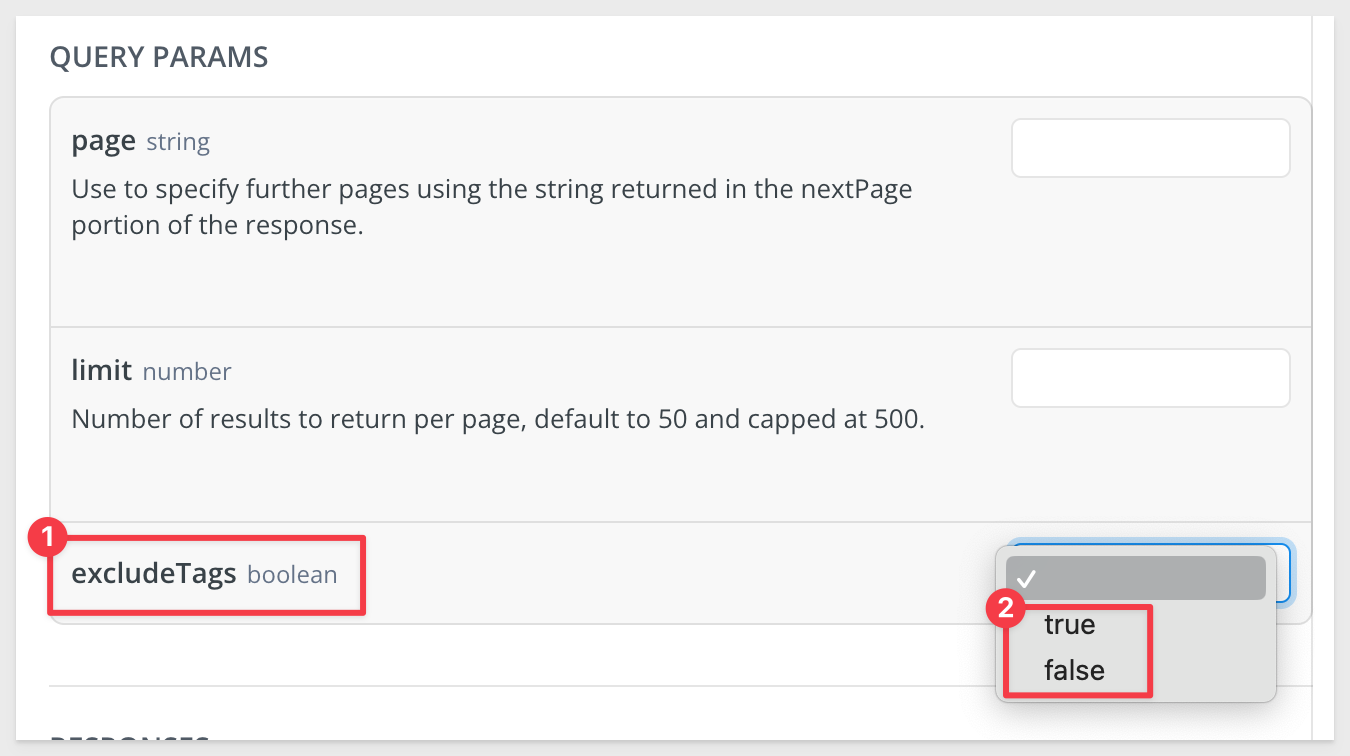 QUERY PARAMS
page string
Use to specify further pages using the string returned in the nextPage
portion of the response.
limit number
Number of results to return per page, default to 50 and capped at 500.
1
excludeTags boolean
✓
2
true
false
RESPONSES